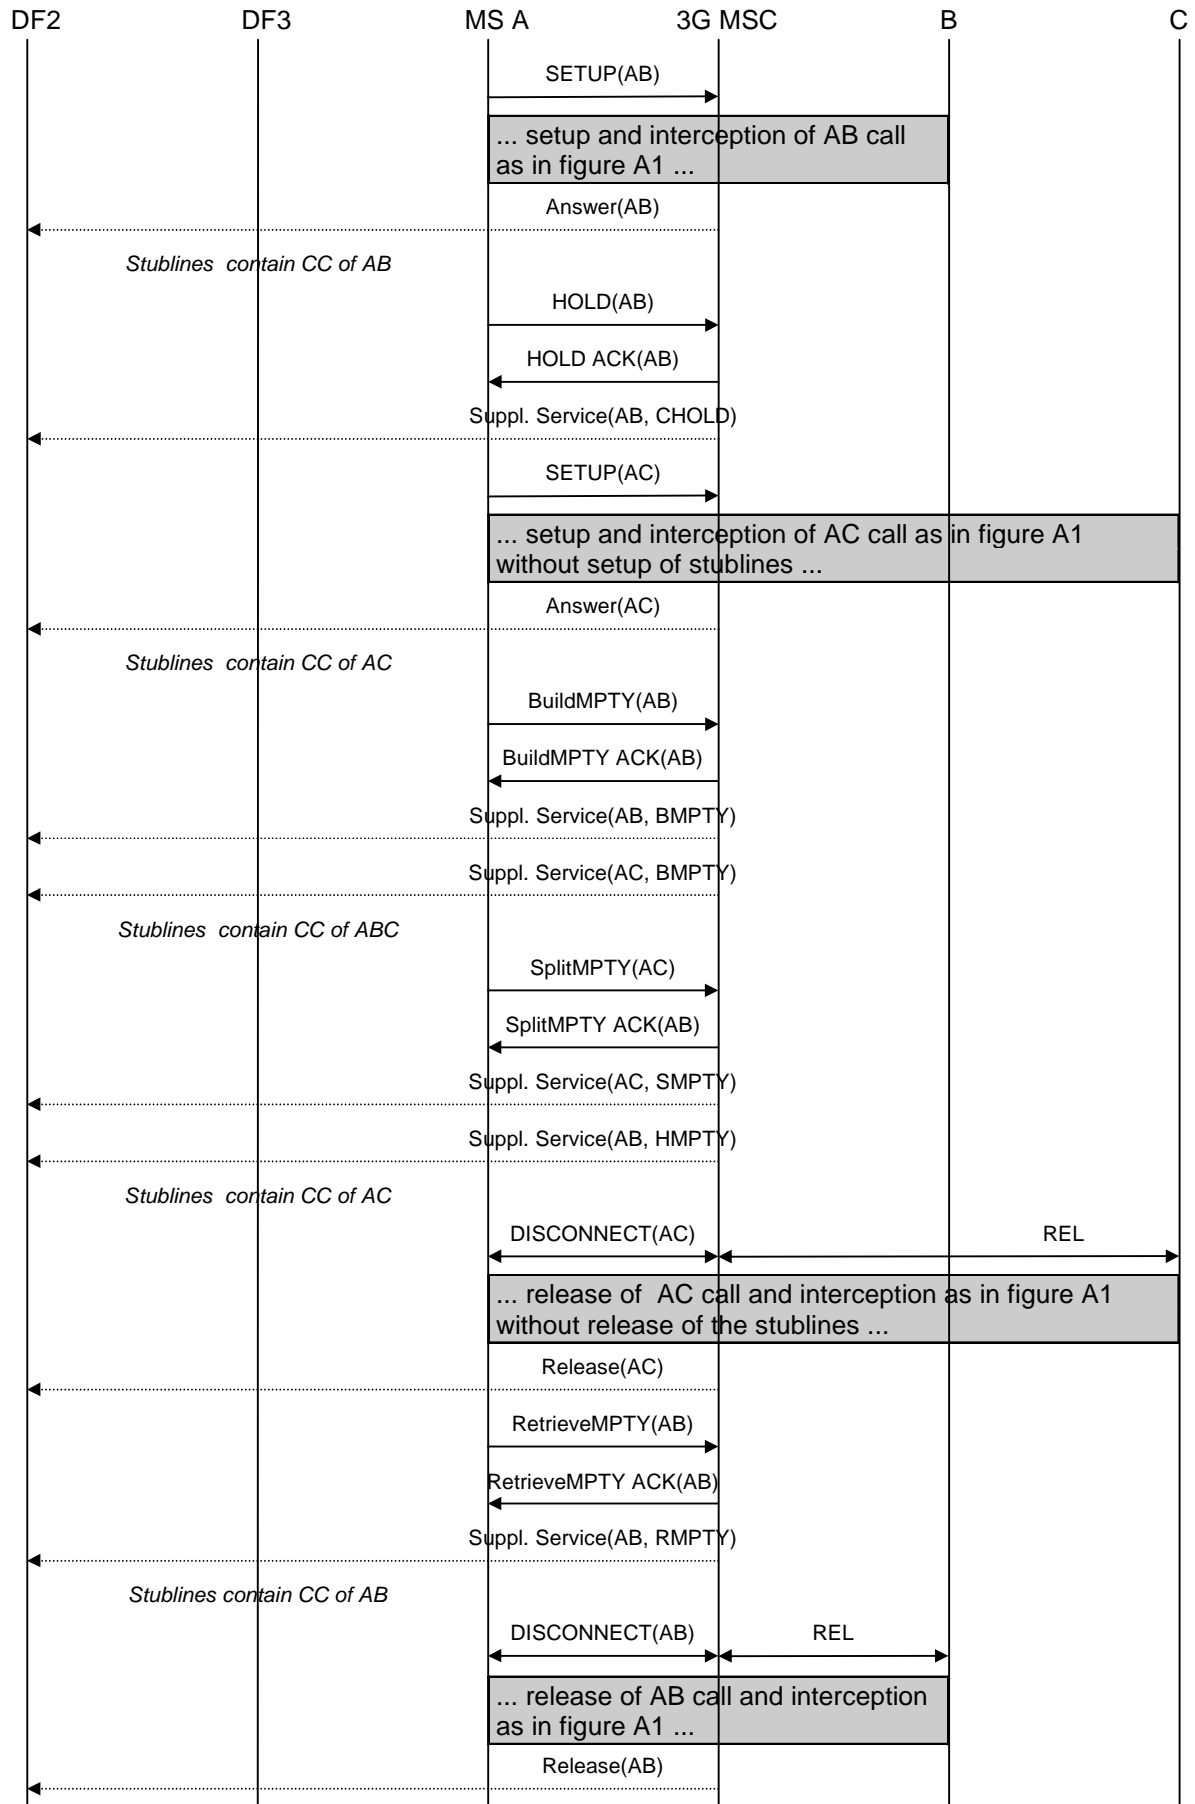 DF2 DF3 MS A 3G MSC B C
SETUP(AB)
... setup and interception of AB call
as in figure A1 ...
Answer(AB)
Stublines contain CC of AB
HOLD(AB)
HOLD ACK(AB)
Suppl. Service(AB, CHOLD)
SETUP(AC)
... setup and interception of AC call as in figure A1
without setup of stublines ...
Answer(AC)
Stublines contain CC of AC
BuildMPTY(AB)
BuildMPTY ACK(AB)
Suppl. Service(AB, BMPTY)
Suppl. Service(AC, BMPTY)
Stublines contain CC of ABC
SplitMPTY(AC)
SplitMPTY ACK(AB)
Suppl. Service(AC, SMPTY)
Suppl. Service(AB, HMPTY)
Stublines contain CC of AC
DISCONNECT(AC) REL
... release of AC call and interception as in figure A1
without release of the stublines ...
Release(AC)
RetrieveMPTY(AB)
RetrieveMPTY ACK(AB)
Suppl. Service(AB, RMPTY)
Stublines contain CC of AB
DISCONNECT(AB) REL
... release of AB call and interception
as in figure A1 ...
Release(AB)